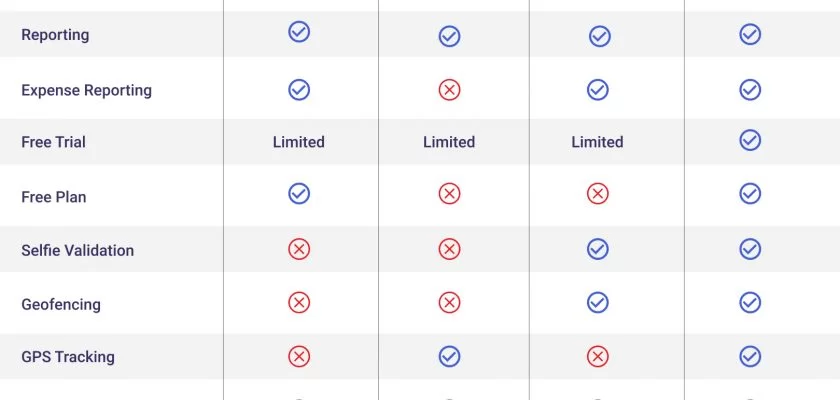 Reporting
Expense Reporting
Free Trial Limited Limited Limited
Free Plan
Selfie Validation
Geofencing
GPS Tracking